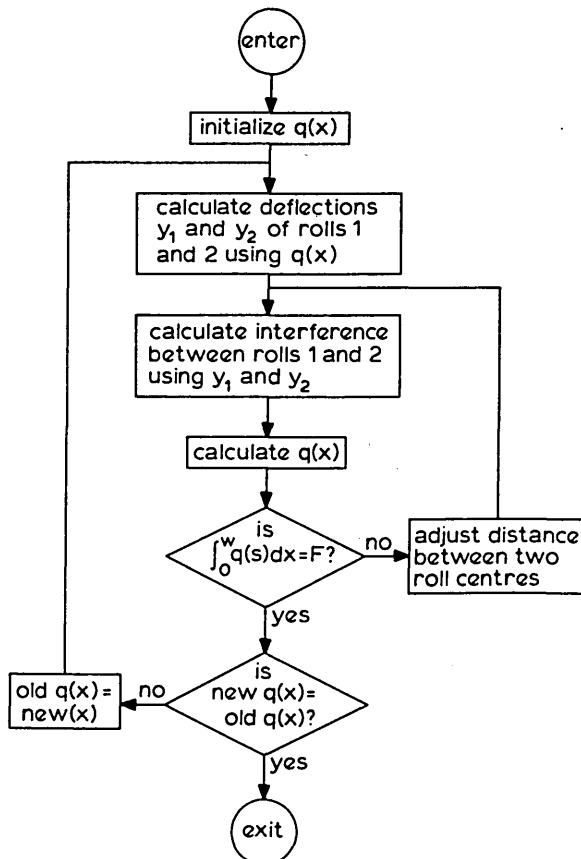 enter
initialize q(x)
calculate deflections
y₁ and y₂ of rolls 1
and 2 using q(x)
calculate interference
between rolls 1 and 2
using y₁ and y₂
calculate q(x)
is
∫₀ʷ q(s)dx=F?
no
adjust distance
between two
roll centres
yes
is
new q(x)=
old q(x)?
no
old q(x)=
new(x)
yes
exit